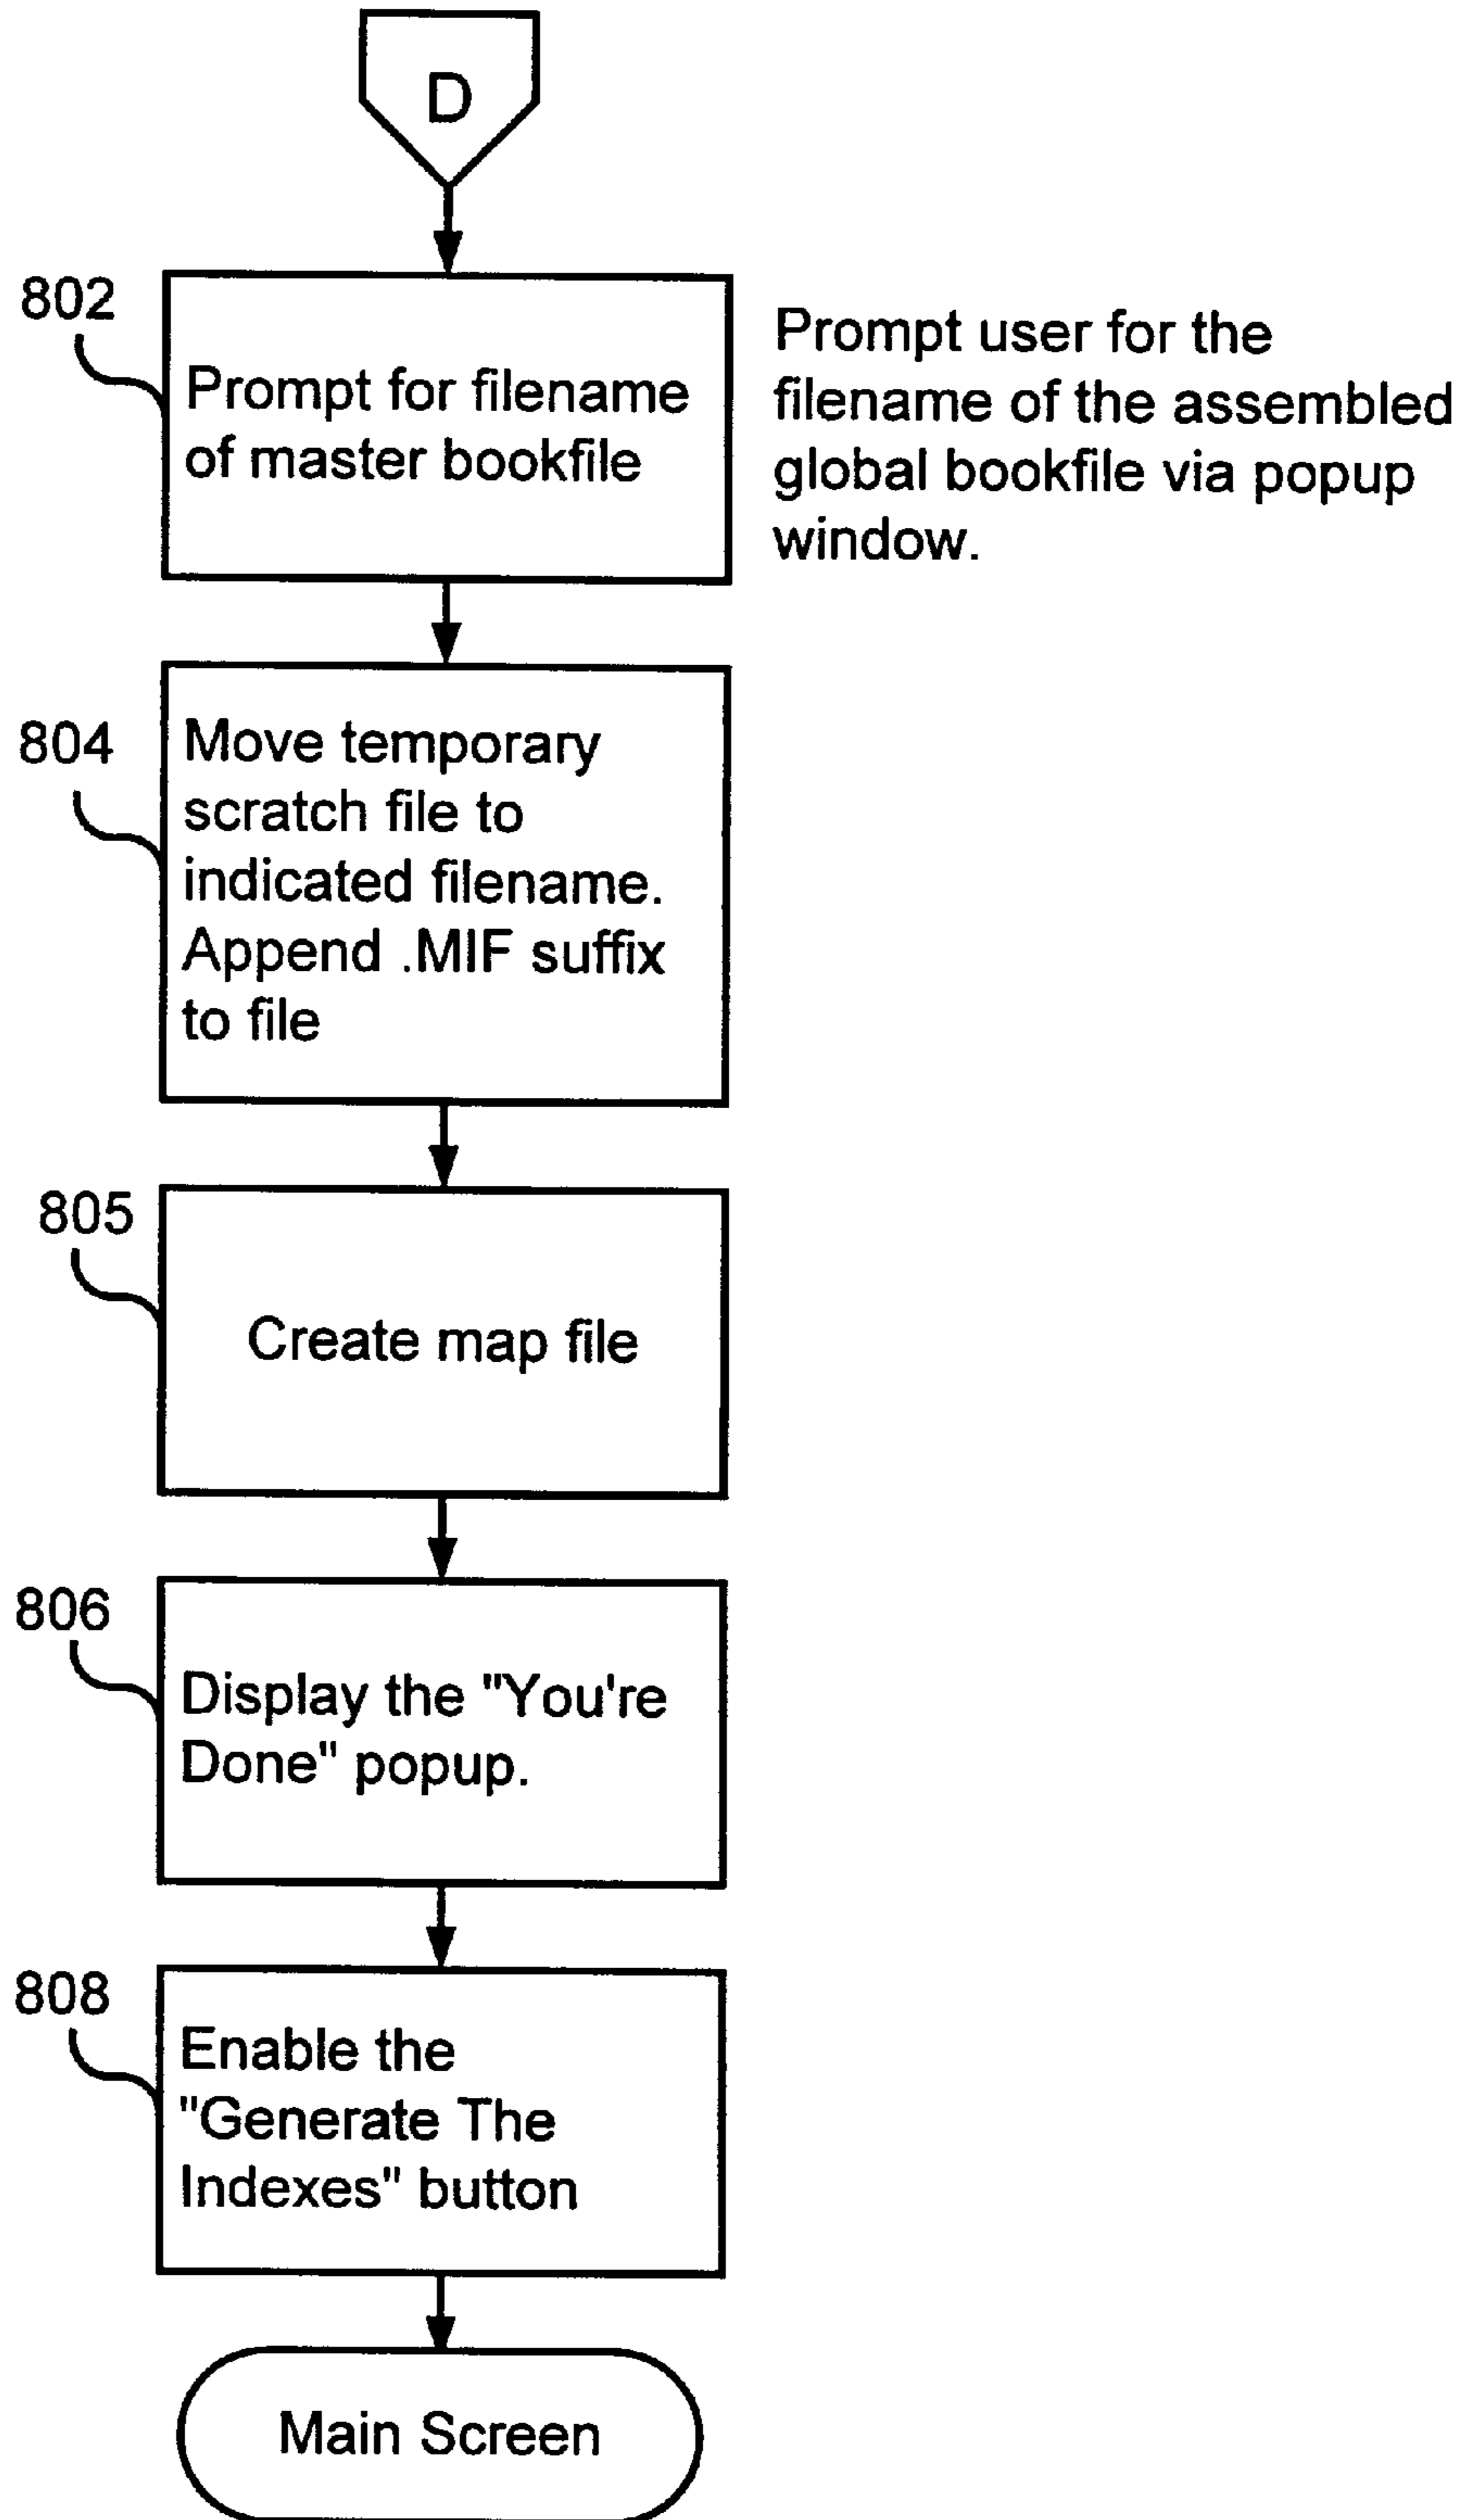 D
802
Prompt for filename
of master bookfile
Prompt user for the
filename of the assembled
global bookfile via popup
window.
804
Move temporary
scratch file to
indicated filename.
Append .MIF suffix
to file
805
Create map file
806
Display the "You're
Done" popup.
808
Enable the
"Generate The
Indexes" button
Main Screen